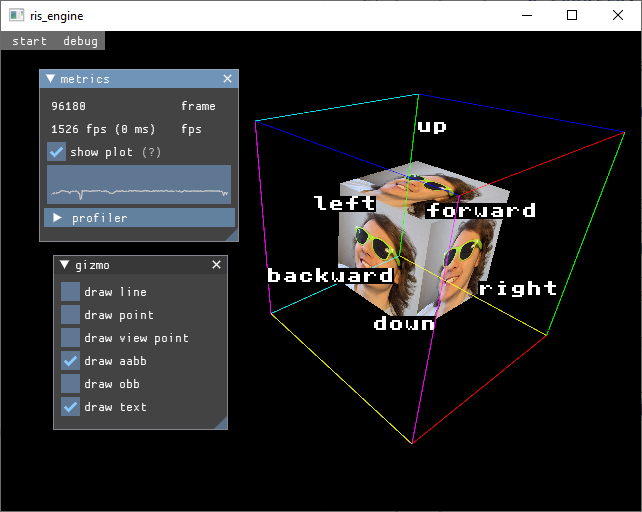 ris_engine
start debug
metrics
96180 frame
1526 fps (0 ms) fps
show plot (?)
profiler
gizmo
draw line
draw point
draw view point
draw aabb
draw obb
draw text
up
left
forward
backward
right
down